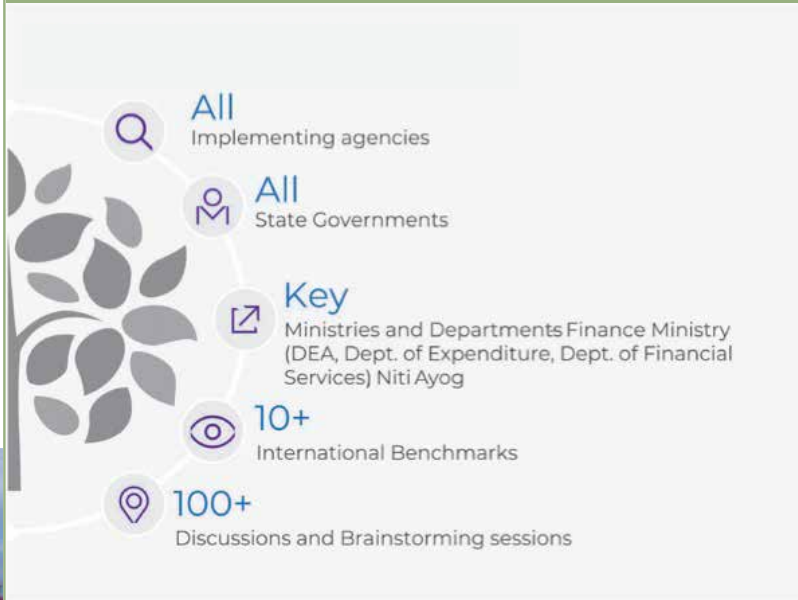 All
Implementing agencies
All
State Governments
Key
Ministries and Departments Finance Ministry
(DEA, Dept. of Expenditure, Dept. of Financial
Services) Niti Ayog
10+
International Benchmarks
100+
Discussions and Brainstorming sessions